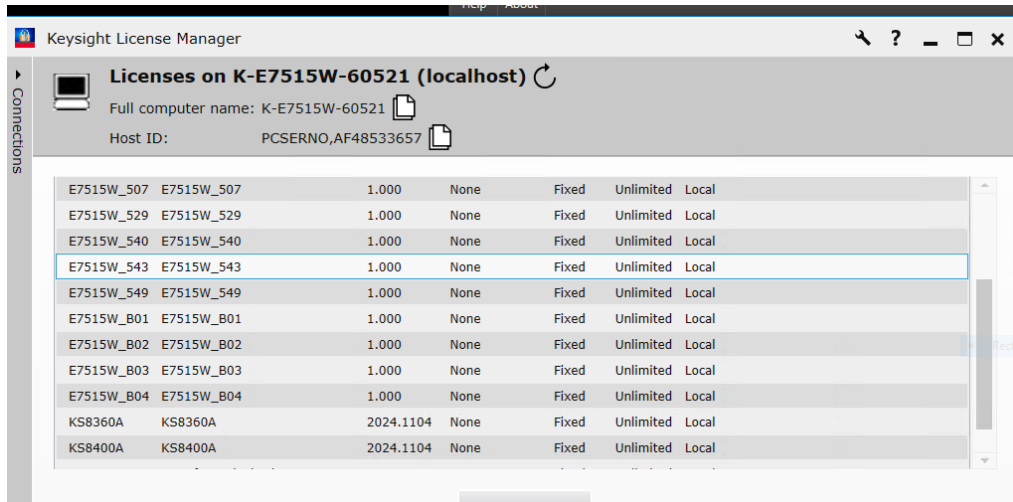 Help About
Keysight License Manager
Connections
Licenses on K-E7515W-60521 (localhost)
Full computer name: K-E7515W-60521
Host ID: PCSERNO,AF48533657
E7515W_507 E7515W_507 1.000 None Fixed Unlimited Local
E7515W_529 E7515W_529 1.000 None Fixed Unlimited Local
E7515W_540 E7515W_540 1.000 None Fixed Unlimited Local
E7515W_543 E7515W_543 1.000 None Fixed Unlimited Local
E7515W_549 E7515W_549 1.000 None Fixed Unlimited Local
E7515W_B01 E7515W_B01 1.000 None Fixed Unlimited Local
E7515W_B02 E7515W_B02 1.000 None Fixed Unlimited Local
E7515W_B03 E7515W_B03 1.000 None Fixed Unlimited Local
E7515W_B04 E7515W_B04 1.000 None Fixed Unlimited Local
KS8360A KS8360A 2024.1104 None Fixed Unlimited Local
KS8400A KS8400A 2024.1104 None Fixed Unlimited Local